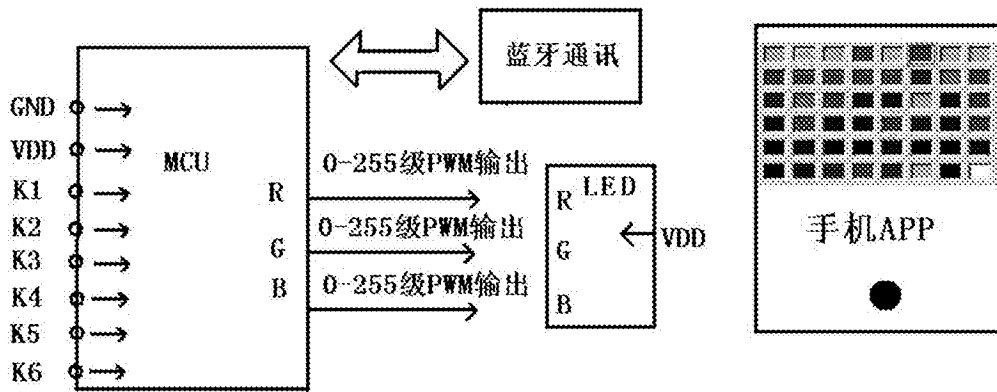 蓝牙通讯
GND
VDD
MCU
K1
K2
K3
K4
K5
K6
R
G
B
0-255级PWM输出
0-255级PWM输出
0-255级PWM输出
LED
R
G
B
VDD
手机APP